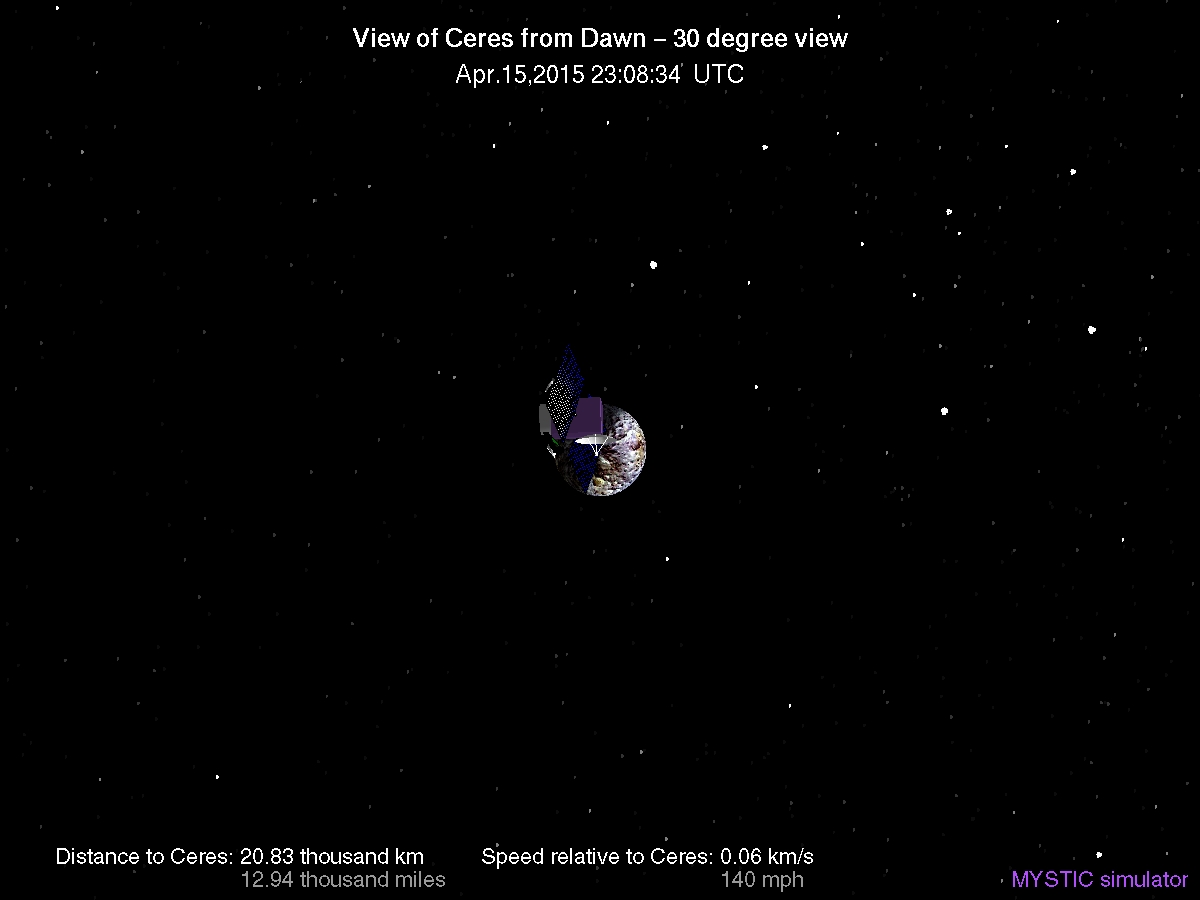 View of Ceres from Dawn – 30 degree view
Apr.15,2015 23:08:34 UTC
Distance to Ceres: 20.83 thousand km
12.94 thousand miles
Speed relative to Ceres: 0.06 km/s
140 mph
MYSTIC simulator